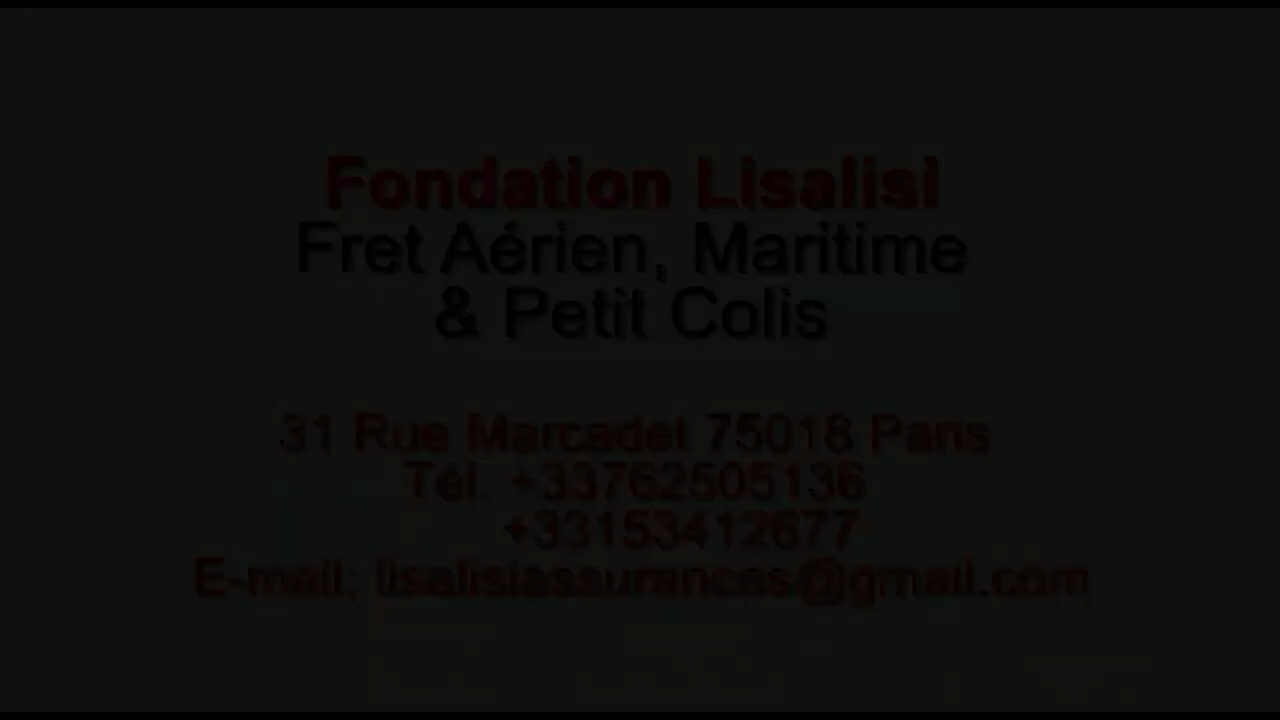 Fondation Lisalisi
Fret Aérien, Maritime
& Petit Colis
31 Rue Marcadet 75018 Paris
Tél. +33762505136
+33153412677
E-mail; lisalisiassurances@gmail.com